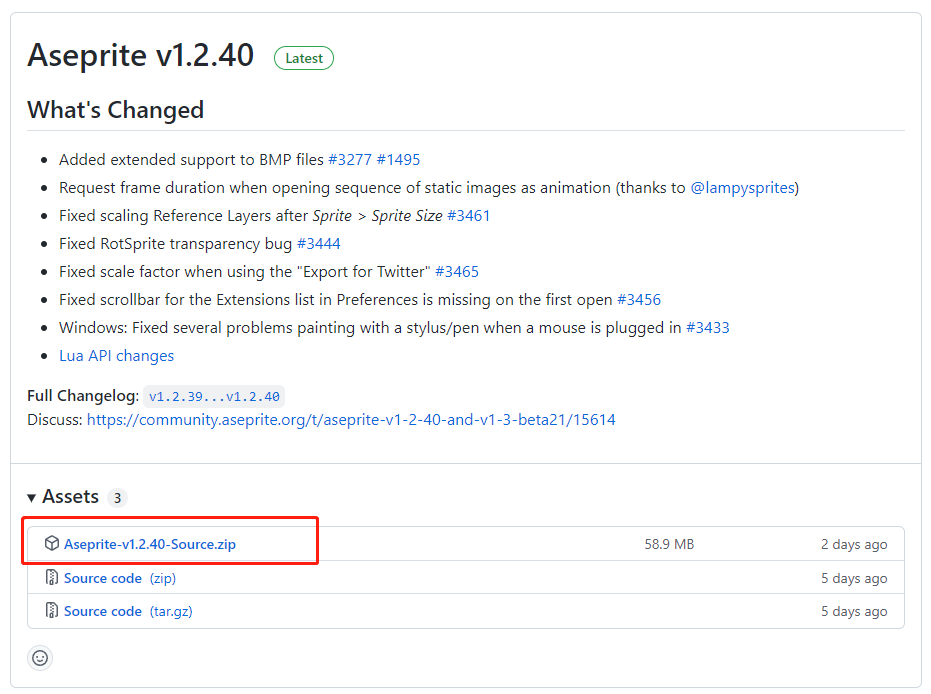 Aseprite v1.2.40 Latest
What's Changed
Added extended support to BMP files #3277 #1495
Request frame duration when opening sequence of static images as animation (thanks to @lampysprites)
Fixed scaling Reference Layers after Sprite > Sprite Size #3461
Fixed RotSprite transparency bug #3444
Fixed scale factor when using the "Export for Twitter" #3465
Fixed scrollbar for the Extensions list in Preferences is missing on the first open #3456
Windows: Fixed several problems painting with a stylus/pen when a mouse is plugged in #3433
Lua API changes
Full Changelog: v1.2.39...v1.2.40
Discuss: https://community.aseprite.org/t/aseprite-v1-2-40-and-v1-3-beta21/15614
Assets 3
Aseprite-v1.2.40-Source.zip 58.9 MB 2 days ago
Source code (zip) 5 days ago
Source code (tar.gz) 5 days ago